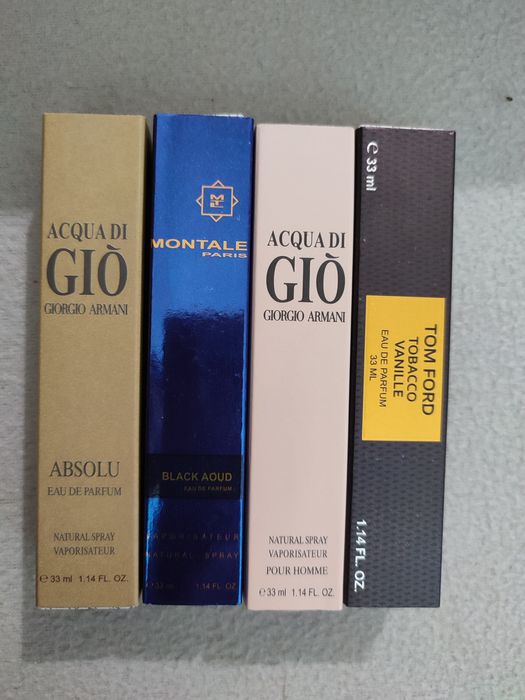 ACQUA DI
GIÒ
GIORGIO ARMANI
ABSOLU
EAU DE PARFUM
NATURAL SPRAY
VAPORISATEUR
e 33 ml 1.14 FL. OZ.
MONTALE
PARIS
BLACK AOUD
EAU DE PARFUM
VAPORISATEUR
NATURAL SPRAY
e 33 ml 1.14 FL. OZ.
ACQUA DI
GIÒ
GIORGIO ARMANI
NATURAL SPRAY
VAPORISATEUR
POUR HOMME
e 33 ml 1.14 FL. OZ.
e 33 ml
TOM FORD
TOBACCO
VANILLE
EAU DE PARFUM
33 ML
1.14 FL. OZ.